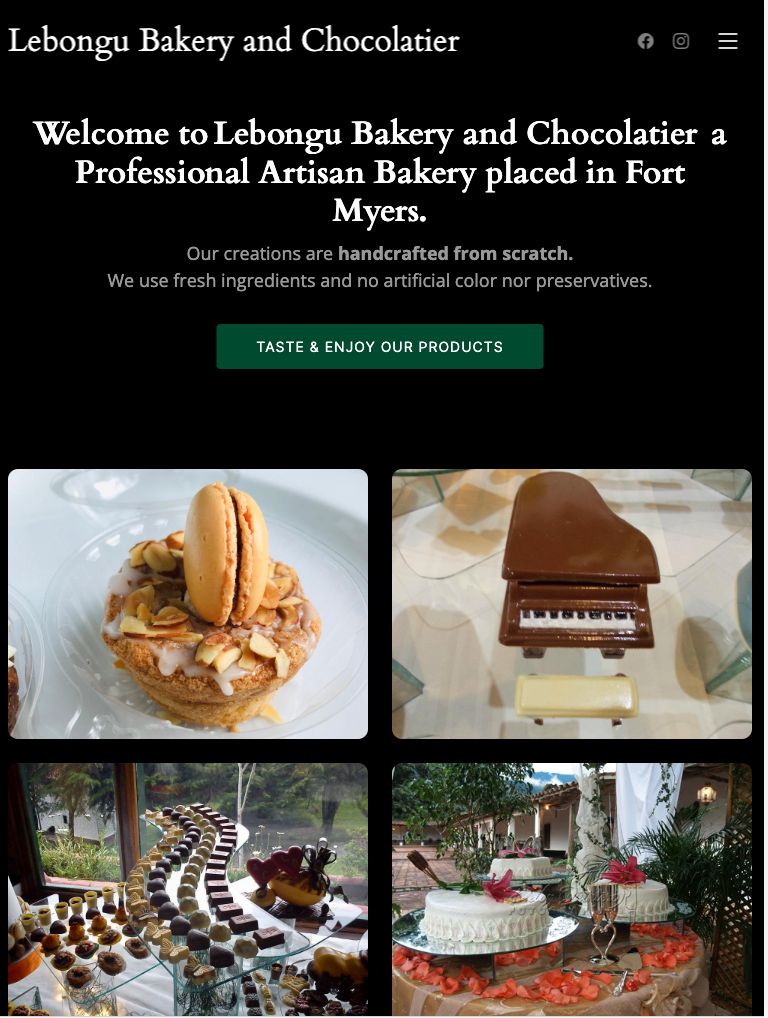 Lebongu Bakery and Chocolatier
Welcome to Lebongu Bakery and Chocolatier a
Professional Artisan Bakery placed in Fort
Myers.
Our creations are handcrafted from scratch.
We use fresh ingredients and no artificial color nor preservatives.
TASTE & ENJOY OUR PRODUCTS